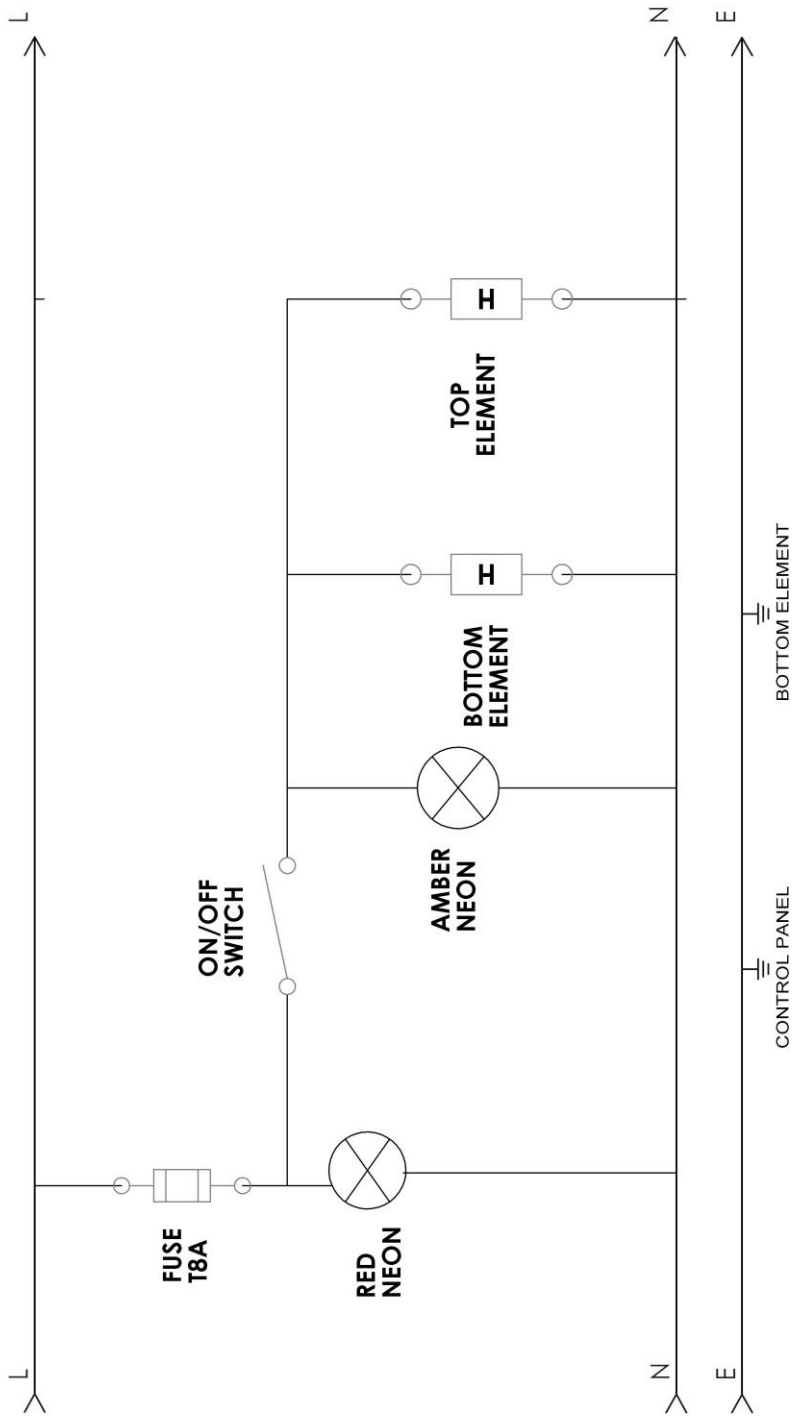 L
L
FUSE
T8A
ON/OFF
SWITCH
RED
NEON
AMBER
NEON
BOTTOM
ELEMENT
H
TOP
ELEMENT
H
N
N
E
E
CONTROL PANEL
BOTTOM ELEMENT